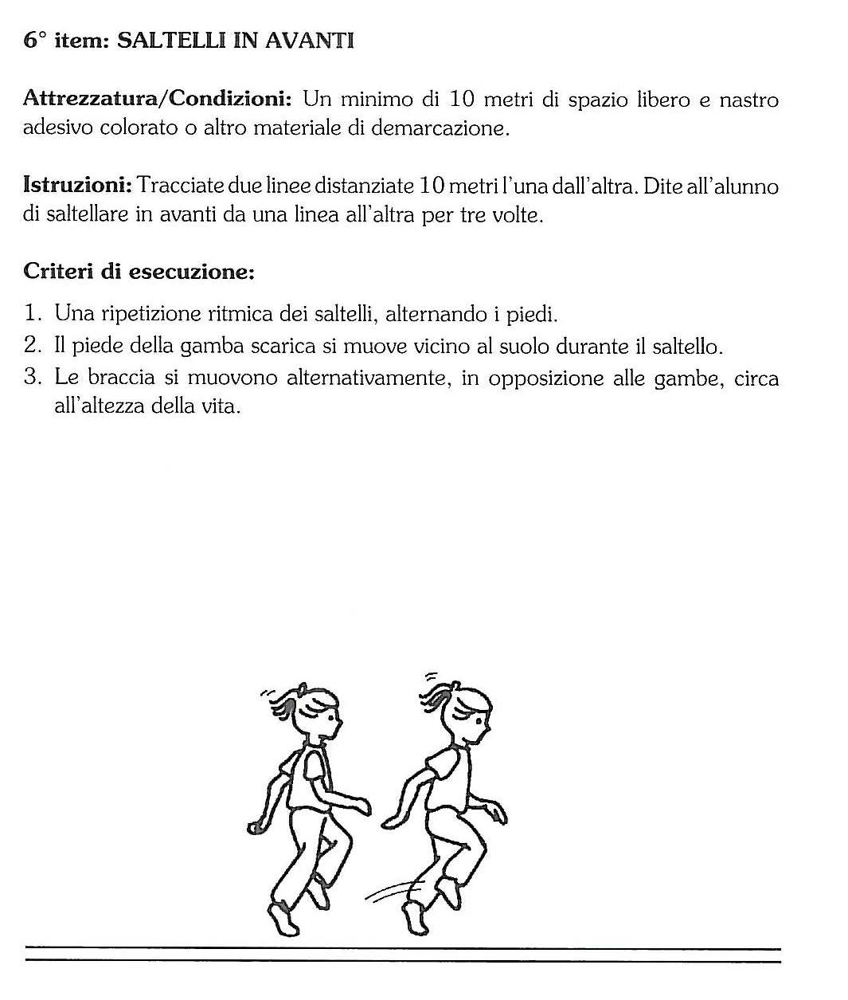 6° item: SALTELLI IN AVANTI
Attrezzatura/Condizioni: Un minimo di 10 metri di spazio libero e nastro
adesivo colorato o altro materiale di demarcazione.
Istruzioni: Tracciate due linee distanziate 10 metri l'una dall'altra. Dite all'alunno
di saltellare in avanti da una linea all'altra per tre volte.
Criteri di esecuzione:
1. Una ripetizione ritmica dei saltelli, alternando i piedi.
2. Il piede della gamba scarica si muove vicino al suolo durante il saltello.
3. Le braccia si muovono alternativamente, in opposizione alle gambe, circa
all'altezza della vita.